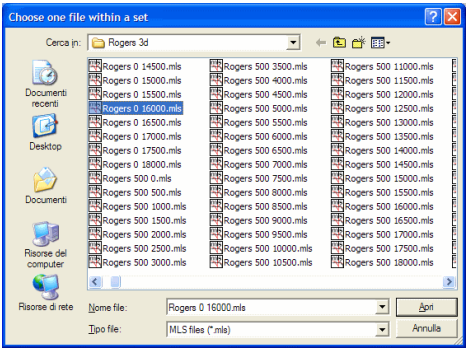 Choose one file within a set
Cerca in: Rogers 3d
Rogers 0 14500.mls Rogers 500 3500.mls Rogers 500 11000.mls
Rogers 0 15000.mls Rogers 500 4000.mls Rogers 500 11500.mls
Rogers 0 15500.mls Rogers 500 4500.mls Rogers 500 12000.mls
Rogers 0 16000.mls Rogers 500 5000.mls Rogers 500 12500.mls
Rogers 0 16500.mls Rogers 500 5500.mls Rogers 500 13000.mls
Rogers 0 17000.mls Rogers 500 6000.mls Rogers 500 13500.mls
Rogers 0 17500.mls Rogers 500 6500.mls Rogers 500 14000.mls
Rogers 0 18000.mls Rogers 500 7000.mls Rogers 500 14500.mls
Rogers 500 0.mls Rogers 500 7500.mls Rogers 500 15000.mls
Rogers 500 500.mls Rogers 500 8000.mls Rogers 500 15500.mls
Rogers 500 1000.mls Rogers 500 8500.mls Rogers 500 16000.mls
Rogers 500 1500.mls Rogers 500 9000.mls Rogers 500 16500.mls
Rogers 500 2000.mls Rogers 500 9500.mls Rogers 500 17000.mls
Rogers 500 2500.mls Rogers 500 10000.mls Rogers 500 17500.mls
Rogers 500 3000.mls Rogers 500 10500.mls Rogers 500 18000.mls
Documenti
recenti
Desktop
Documenti
Risorse del
computer
Risorse di rete
Nome file: Rogers 0 16000.mls Apri
Tipo file: MLS files (*.mls) Annulla